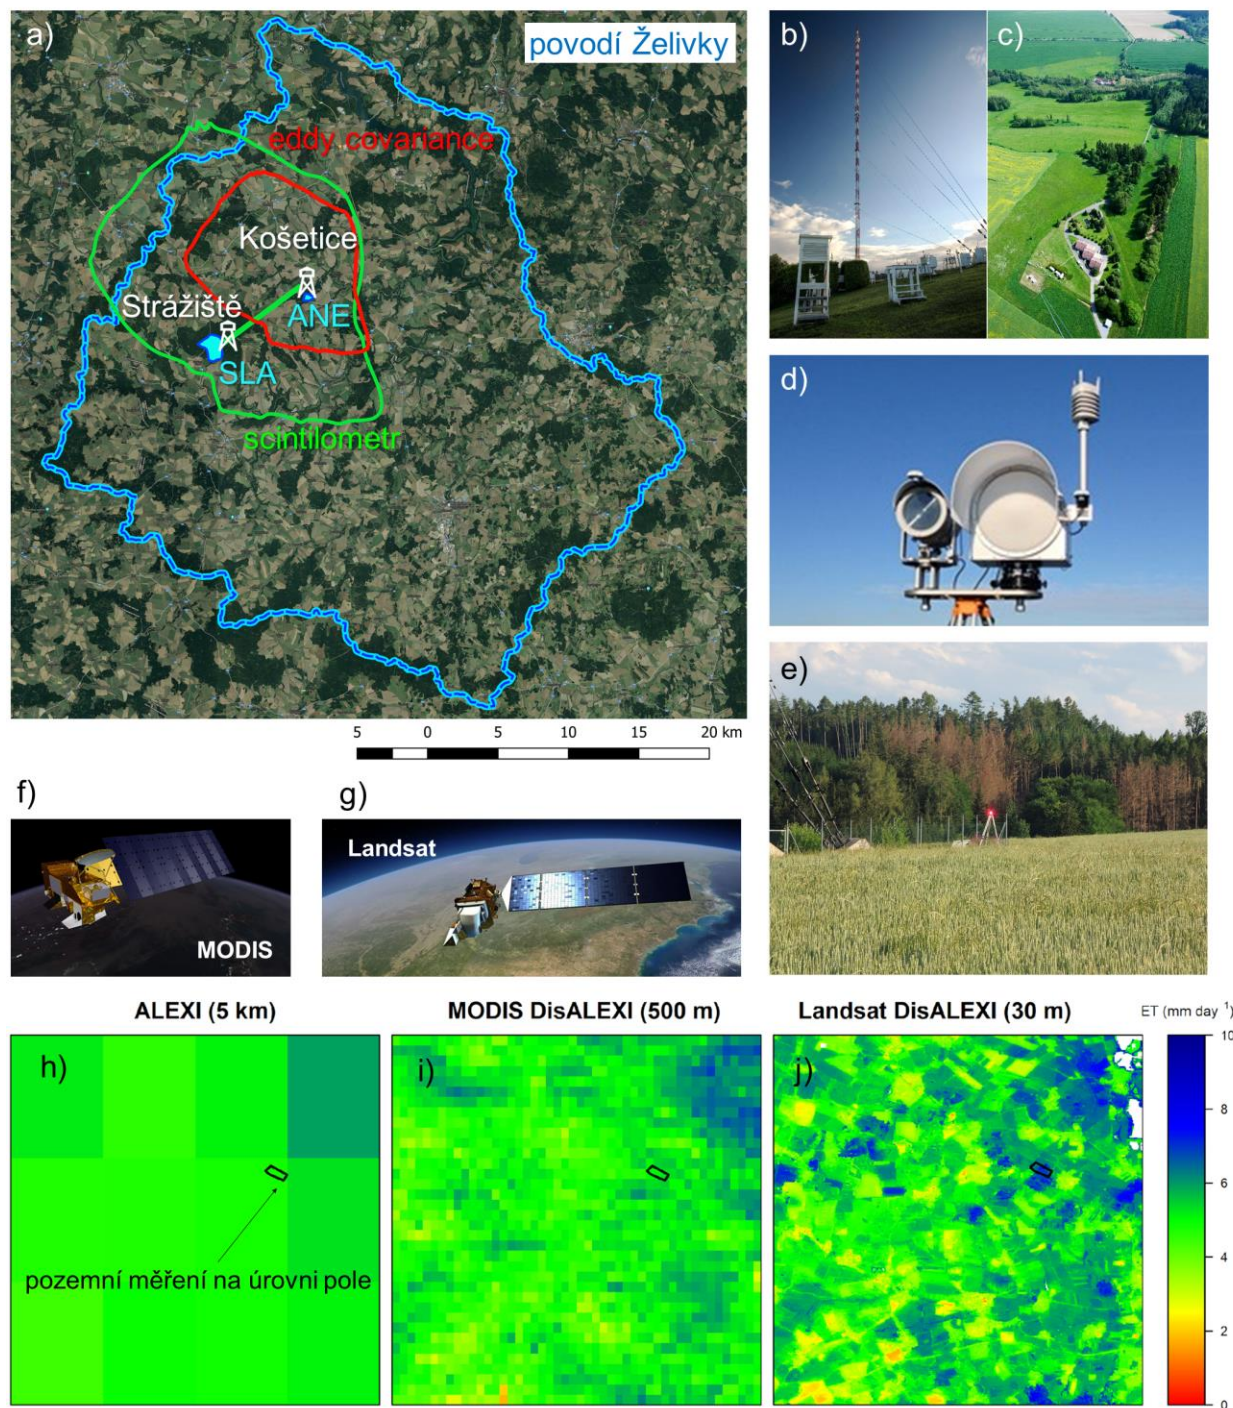 a)
povodí Želivky
eddy covariance
Košetice
Strážiště
ANE
SLA
scintilometr
5 0 5 10 15 20 km
b)
c)
d)
e)
f)
MODIS
g)
Landsat
ALEXI (5 km)
MODIS DisALEXI (500 m)
Landsat DisALEXI (30 m)
ET (mm day 1)
h)
pozemní měření na úrovni pole
i)
j)
10
8
6
4
2
0